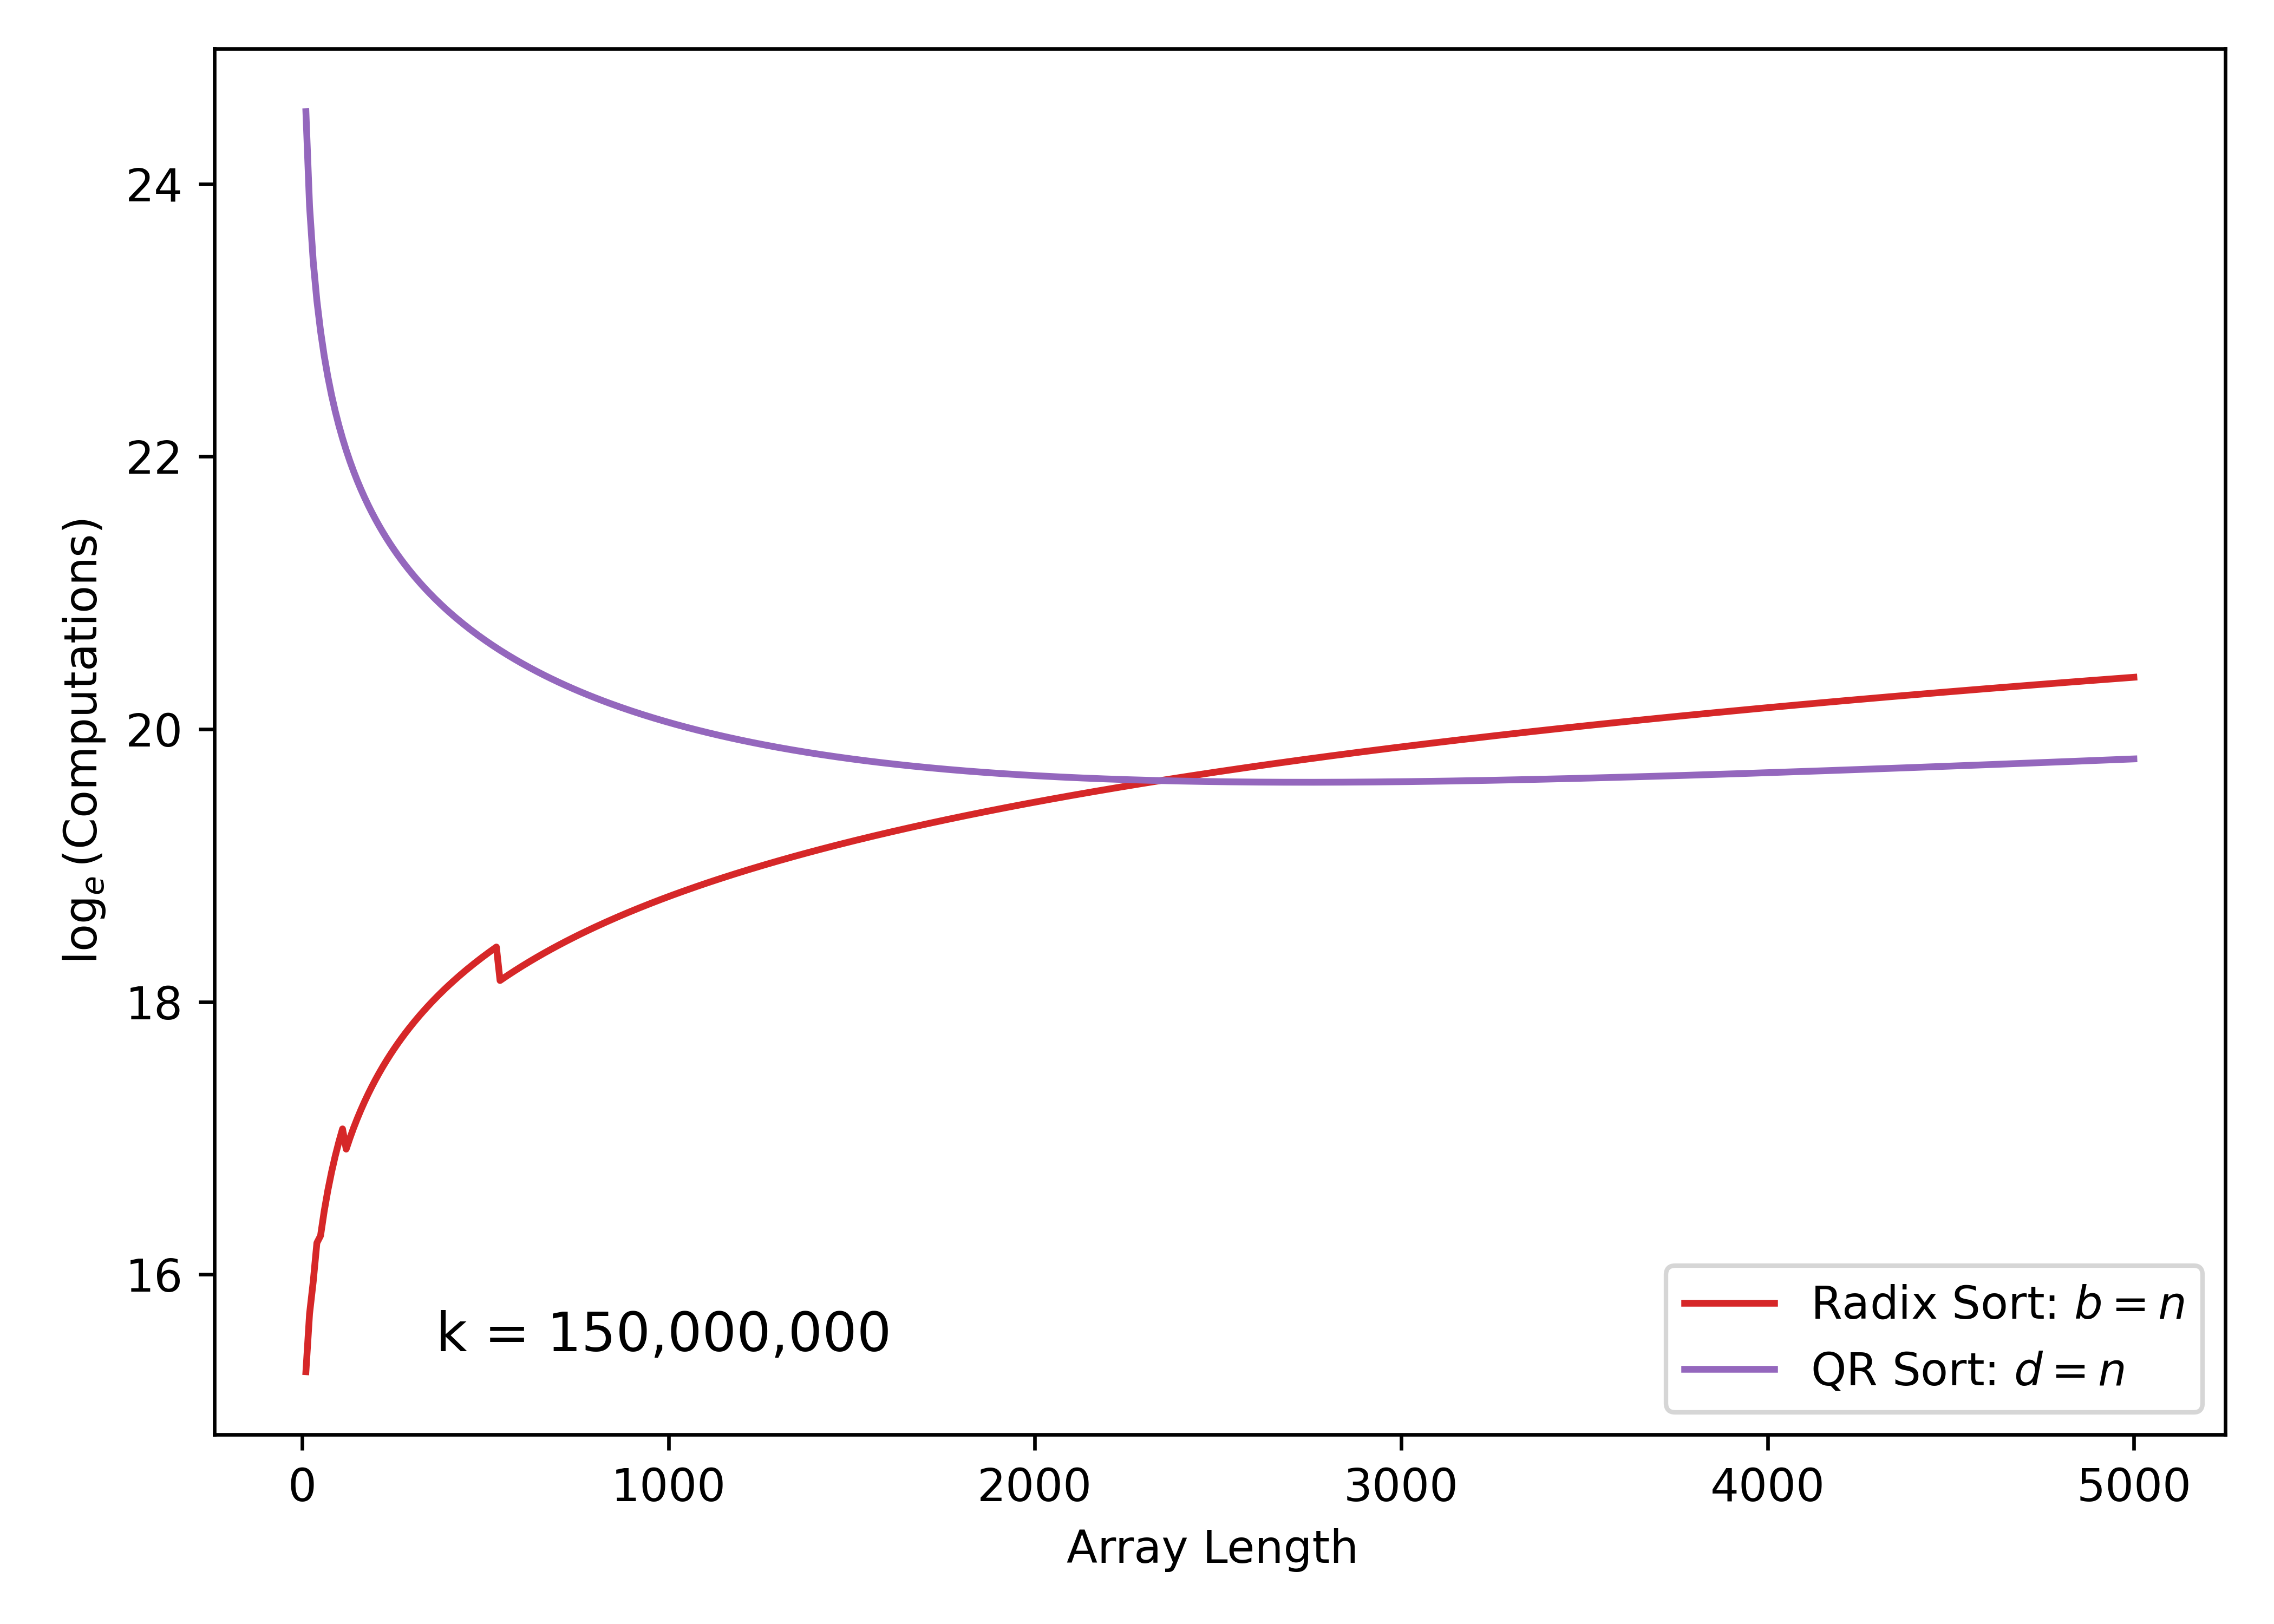 24
22
20
18
16
logₑ (Computations)
k = 150,000,000
Radix Sort: b = n
QR Sort: d = n
0 1000 2000 3000 4000 5000
Array Length